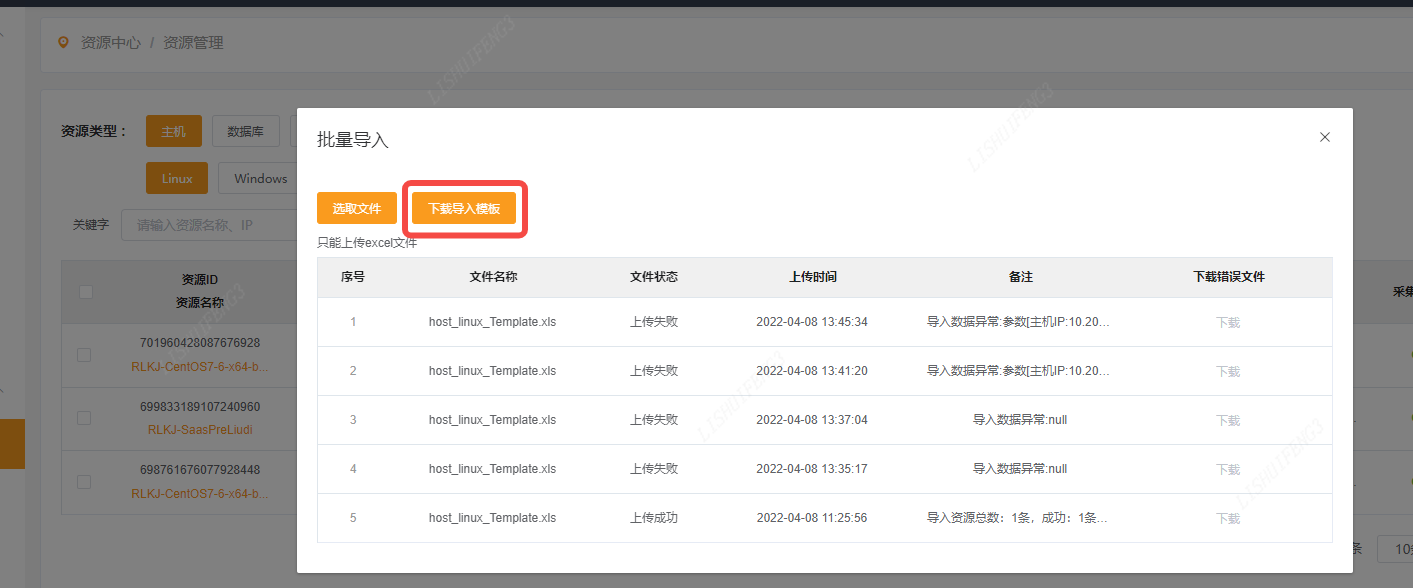 资源中心 / 资源管理
资源类型： 主机 数据库
Linux Windows
关键字 请输入资源名称、IP
资源ID
资源名称
701960428087676928
RLKJ-CentOS7-6-x64-b...
699833189107240960
RLKJ-SaasPreLiudi
698761676077928448
RLKJ-CentOS7-6-x64-b...
批量导入
选取文件 下载导入模板
只能上传excel文件
序号 文件名称 文件状态 上传时间 备注 下载错误文件
1 host_linux_Template.xls 上传失败 2022-04-08 13:45:34 导入数据异常:参数[主机IP:10.20... 下载
2 host_linux_Template.xls 上传失败 2022-04-08 13:41:20 导入数据异常:参数[主机IP:10.20... 下载
3 host_linux_Template.xls 上传失败 2022-04-08 13:37:04 导入数据异常:null 下载
4 host_linux_Template.xls 上传失败 2022-04-08 13:35:17 导入数据异常:null 下载
5 host_linux_Template.xls 上传成功 2022-04-08 11:25:56 导入资源总数：1条，成功：1条... 下载
采集
条 10
LISHUIFENG3
LISHUIFENG3
LISHUIFENG3
LISHUIFENG3
LISHUIFENG3